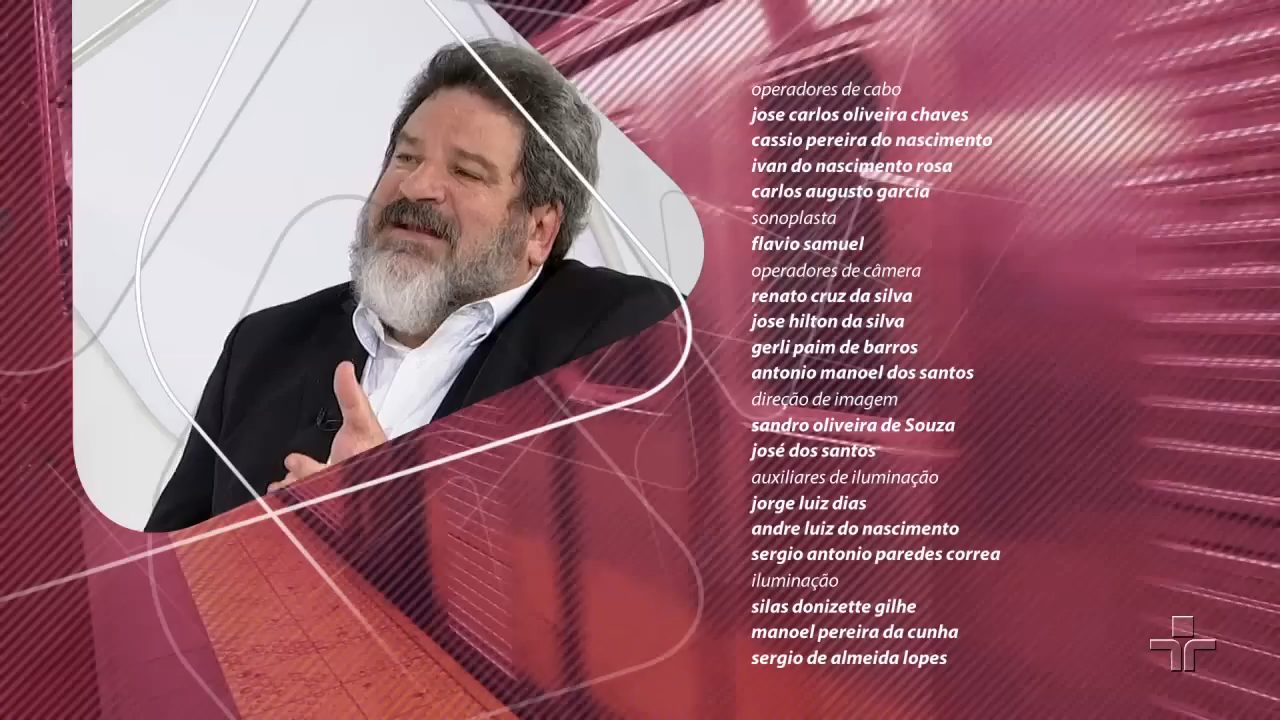 operadores de cabo
jose carlos oliveira chaves
cassio pereira do nascimento
ivan do nascimento rosa
carlos augusto garcia
sonoplasta
flavio samuel
operadores de câmera
renato cruz da silva
jose hilton da silva
gerli paim de barros
antonio manoel dos santos
direção de imagem
sandro oliveira de Souza
josé dos santos
auxiliares de iluminação
jorge luiz dias
andre luiz do nascimento
sergio antonio paredes correa
iluminação
silas donizette gilhe
manoel pereira da cunha
sergio de almeida lopes